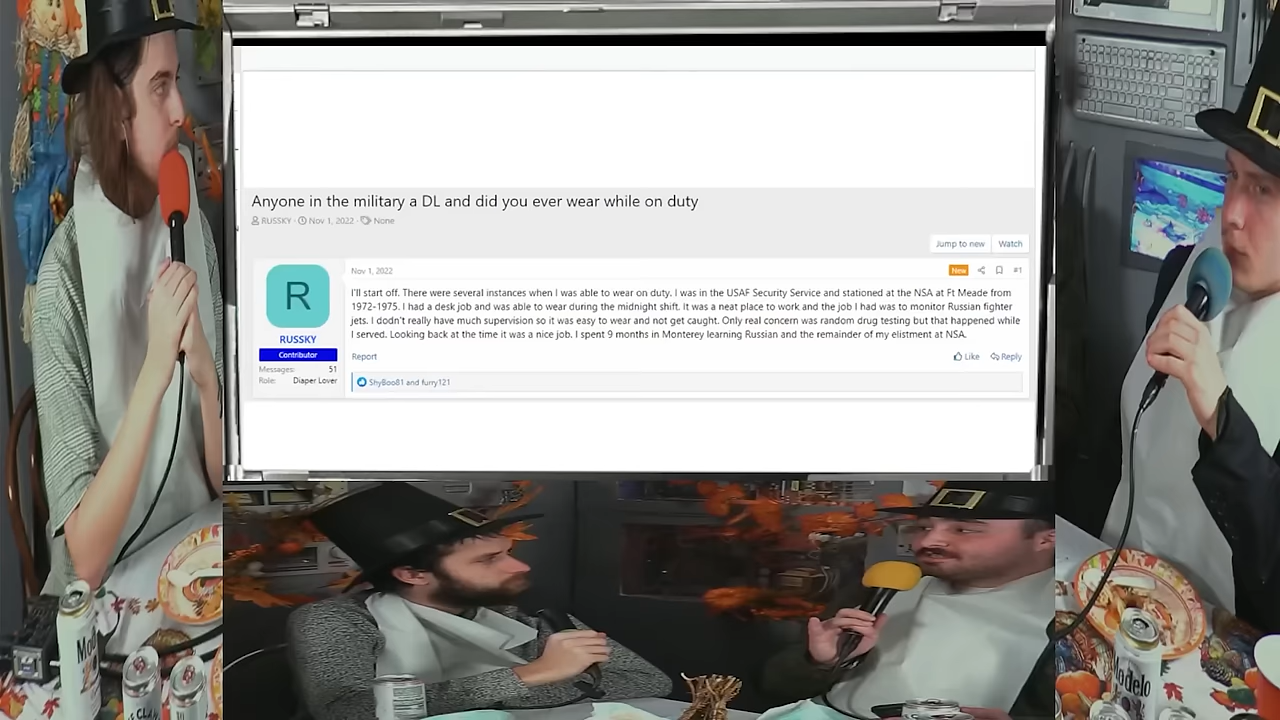 Anyone in the military a DL and did you ever wear while on duty
RUSSKY · Nov 1, 2022 · None
Jump to new Watch
R
RUSSKY
Contributor
Messages: 51
Role: Diaper Lover
Nov 1, 2022 New #1
I'll start off. There were several instances when I was able to wear on duty. I was in the USAF Security Service and stationed at the NSA at Ft Meade from
1972-1975. I had a desk job and was able to wear during the midnight shift. It was a neat place to work and the job I had was to monitor Russian fighter
jets. I dodn't really have much supervision so it was easy to wear and not get caught. Only real concern was random drug testing but that happened while
I served. Looking back at the time it was a nice job. I spent 9 months in Monterey learning Russian and the remainder of my elistment at NSA.
Report Like Reply
ShyBoo81 and furry121
Modelo